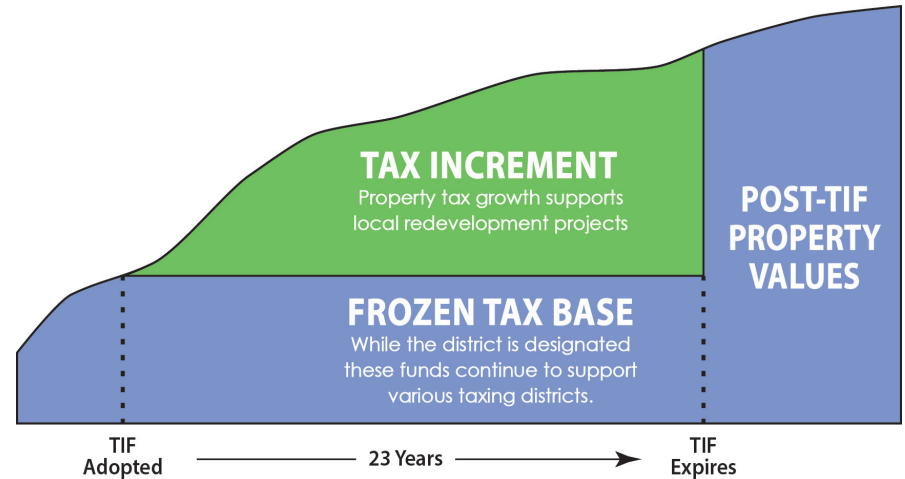 TAX INCREMENT
Property tax growth supports
local redevelopment projects
POST-TIF
PROPERTY
VALUES
FROZEN TAX BASE
While the district is designated
these funds continue to support
various taxing districts.
TIF
Adopted
23 Years
TIF
Expires